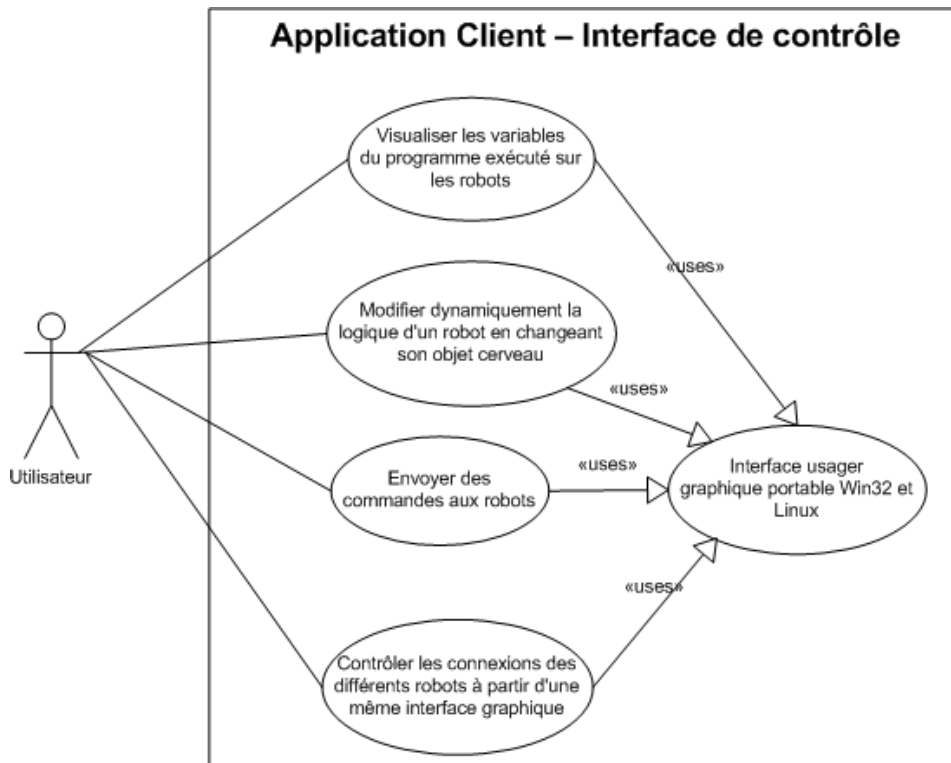 Application Client – Interface de contrôle
Visualiser les variables
du programme exécuté sur
les robots
«uses»
Modifier dynamiquement la
logique d'un robot en changeant
son objet cerveau
«uses»
Utilisateur
Envoyer des
commandes aux robots
«uses»
Interface usager
graphique portable Win32 et
Linux
«uses»
Contrôler les connexions des
différents robots à partir d'une
même interface graphique